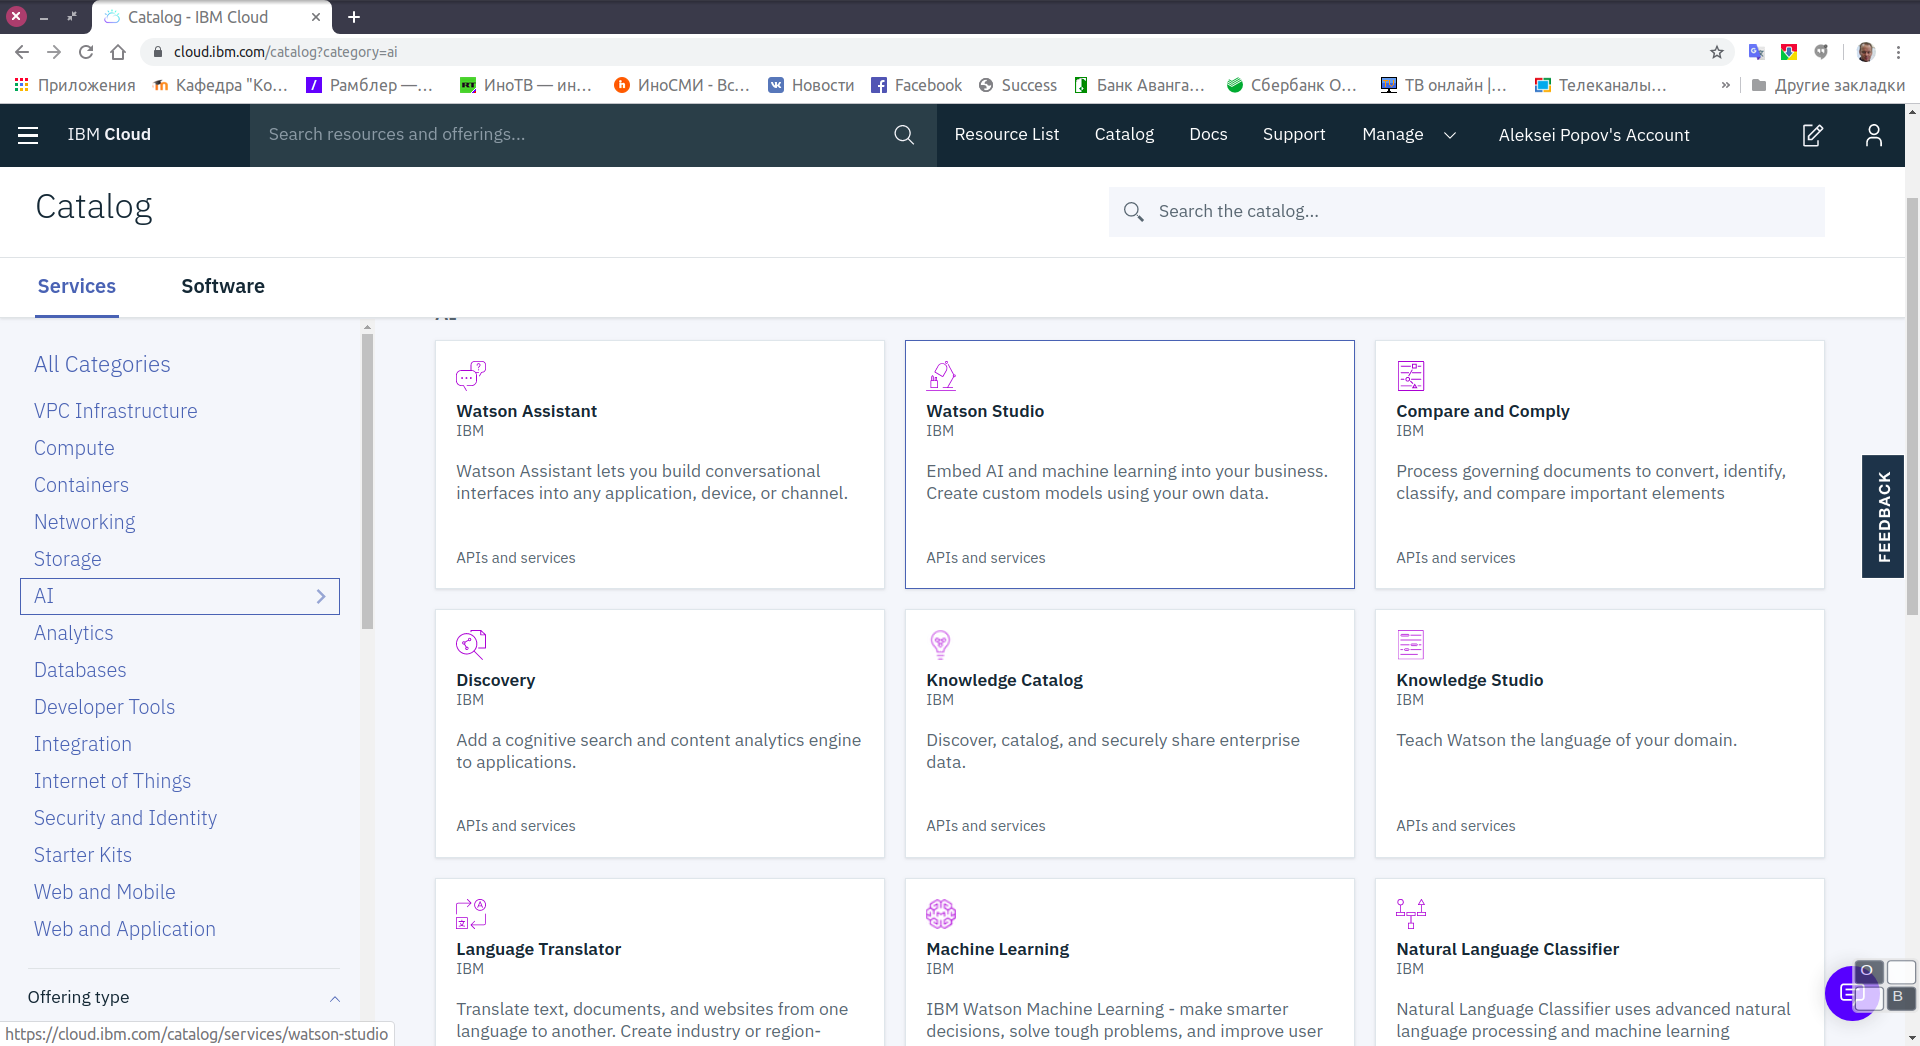 Catalog - IBM Cloud
cloud.ibm.com/catalog?category=ai
Приложения Кафедра "Ко... Рамблер —... ИноТВ — ин... ИноСМИ - Вс... Новости Facebook Success Банк Аванга... Сбербанк О... ТВ онлайн |... Телеканалы... » Другие закладки
IBM Cloud Search resources and offerings... Resource List Catalog Docs Support Manage Aleksei Popov's Account
Catalog
Search the catalog...
Services Software
All Categories
VPC Infrastructure
Compute
Containers
Networking
Storage
AI
Analytics
Databases
Developer Tools
Integration
Internet of Things
Security and Identity
Starter Kits
Web and Mobile
Web and Application
Offering type
https://cloud.ibm.com/catalog/services/watson-studio
Watson Assistant
IBM
Watson Assistant lets you build conversational
interfaces into any application, device, or channel.
APIs and services
Watson Studio
IBM
Embed AI and machine learning into your business.
Create custom models using your own data.
APIs and services
Compare and Comply
IBM
Process governing documents to convert, identify,
classify, and compare important elements
APIs and services
Discovery
IBM
Add a cognitive search and content analytics engine
to applications.
APIs and services
Knowledge Catalog
IBM
Discover, catalog, and securely share enterprise
data.
APIs and services
Knowledge Studio
IBM
Teach Watson the language of your domain.
APIs and services
Language Translator
IBM
Translate text, documents, and websites from one
language to another. Create industry or region-
Machine Learning
IBM
IBM Watson Machine Learning - make smarter
decisions, solve tough problems, and improve user
Natural Language Classifier
IBM
Natural Language Classifier uses advanced natural
language processing and machine learning
FEEDBACK
O
B